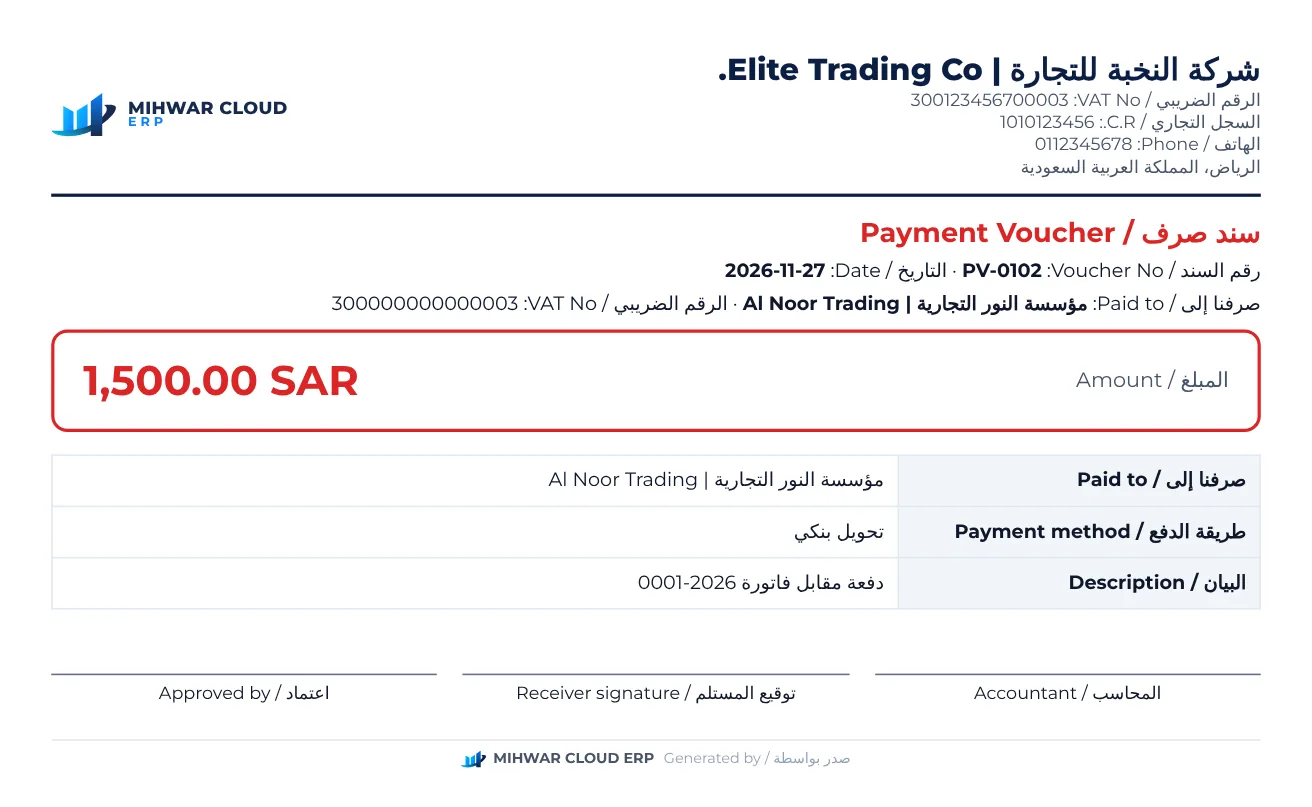 شركة النخبة للتجارة | Elite Trading Co.
MIHWAR CLOUD
ERP
الرقم الضريبي / VAT No: 300123456700003
السجل التجاري / C.R.: 1010123456
الهاتف / Phone: 0112345678
الرياض، المملكة العربية السعودية
سند صرف / Payment Voucher
رقم السند / Voucher No: PV-0102 · التاريخ / Date: 2026-11-27
صرفنا إلى / Paid to: مؤسسة النور التجارية | Al Noor Trading · الرقم الضريبي / VAT No: 300000000000003
المبلغ / Amount 1,500.00 SAR
صرفنا إلى / Paid to مؤسسة النور التجارية | Al Noor Trading
طريقة الدفع / Payment method تحويل بنكي
البيان / Description دفعة مقابل فاتورة 2026-0001
المحاسب / Accountant توقيع المستلم / Receiver signature اعتماد / Approved by
صدر بواسطة / Generated by MIHWAR CLOUD ERP